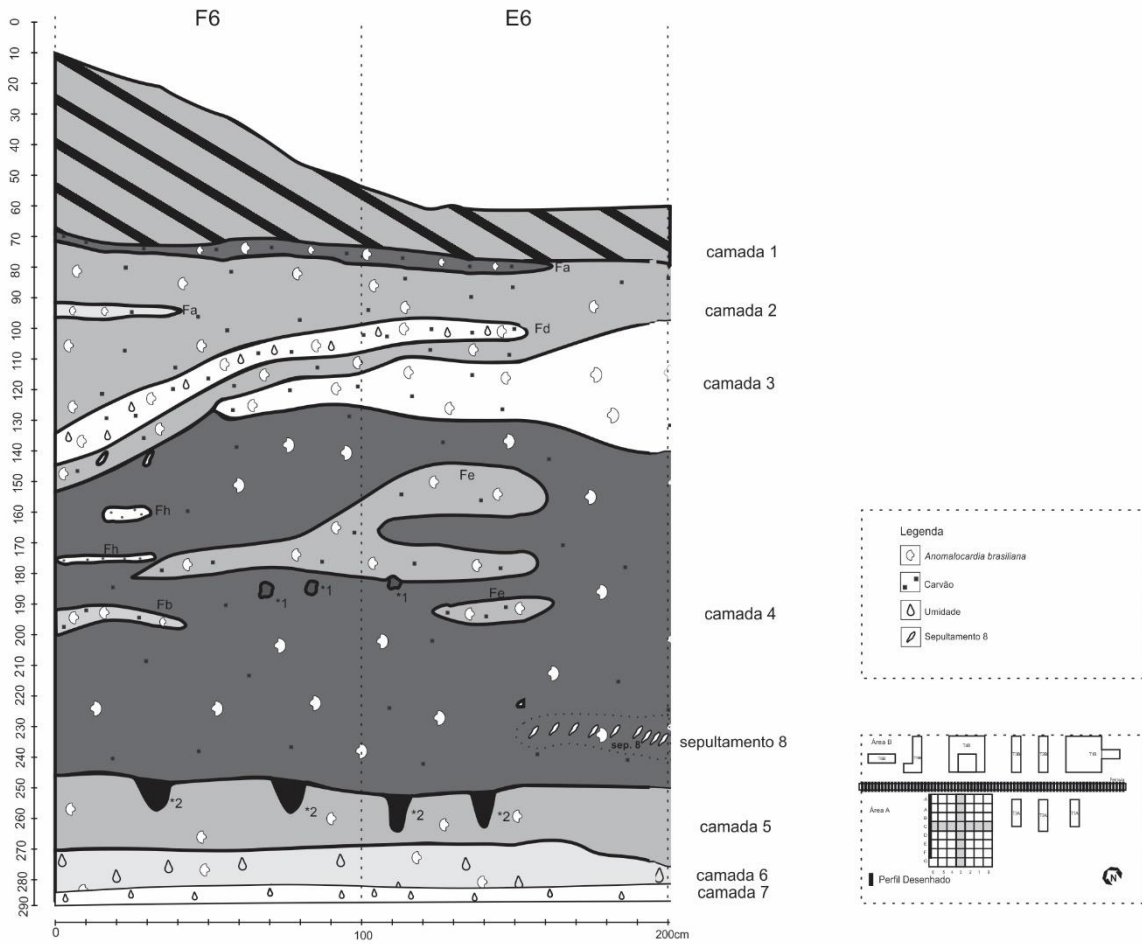 F6
E6
0
10
20
30
40
50
60
70
80
90
100
110
120
130
140
150
160
170
180
190
200
210
220
230
240
250
260
270
280
290
camada 1
Fa
Fa
camada 2
Fd
camada 3
Fe
Fh
Fh
*1
*1
*1
Fb
Fe
camada 4
sep. 8
sepultamento 8
*2
*2
*2
*2
camada 5
camada 6
camada 7
0
100
200cm
Legenda
Anomalocardia brasiliana
Carvão
Umidade
Sepultamento 8
Área B
Área A
Perfil Desenhado
N